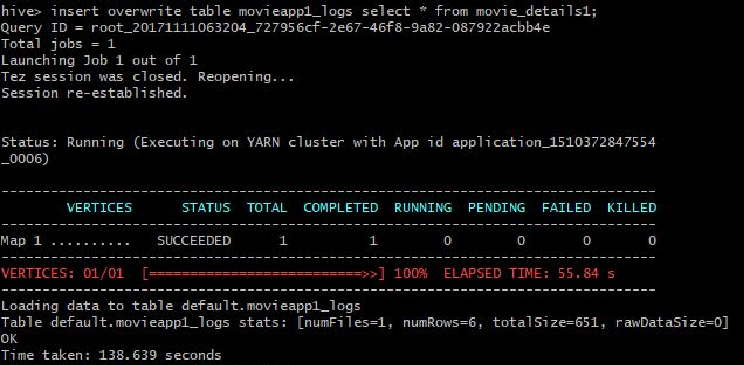 hive> insert overwrite table movieapp1_logs select * from movie_details1;
Query ID = root_20171111063204_727956cf-2e67-46f8-9a82-087922acbb4e
Total jobs = 1
Launching Job 1 out of 1
Tez session was closed. Reopening...
Session re-established.
Status: Running (Executing on YARN cluster with App id application_1510372847554
_0006)
--------------------------------------------------------------------------------
VERTICES STATUS TOTAL COMPLETED RUNNING PENDING FAILED KILLED
--------------------------------------------------------------------------------
Map 1 .......... SUCCEEDED 1 1 0 0 0 0
--------------------------------------------------------------------------------
VERTICES: 01/01 [==========================>>] 100% ELAPSED TIME: 55.84 s
--------------------------------------------------------------------------------
Loading data to table default.movieapp1_logs
Table default.movieapp1_logs stats: [numFiles=1, numRows=6, totalSize=651, rawDataSize=0]
OK
Time taken: 138.639 seconds